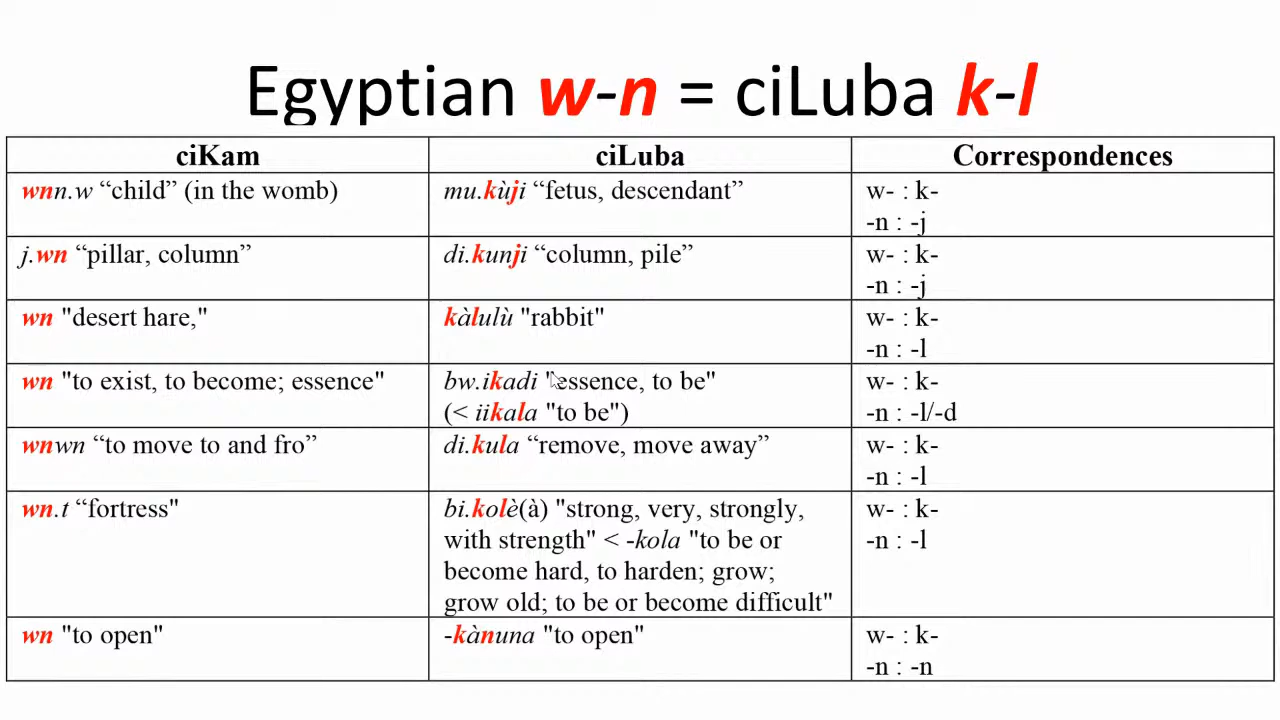 Egyptian w-n = ciLuba k-l
ciKam ciLuba Correspondences
wnn.w “child” (in the womb) mu.kùji “fetus, descendant” w- : k-
-n : -j
j.wn “pillar, column” di.kunji “column, pile” w- : k-
-n : -j
wn "desert hare," kàlulù "rabbit" w- : k-
-n : -l
wn "to exist, to become; essence" bw.ikadi "essence, to be" w- : k-
(< iikala "to be") -n : -l/-d
wnwn “to move to and fro” di.kula “remove, move away” w- : k-
-n : -l
wn.t “fortress" bi.kolè(à) "strong, very, strongly, w- : k-
with strength" < -kola "to be or -n : -l
become hard, to harden; grow;
grow old; to be or become difficult"
wn "to open" -kànuna "to open" w- : k-
-n : -n